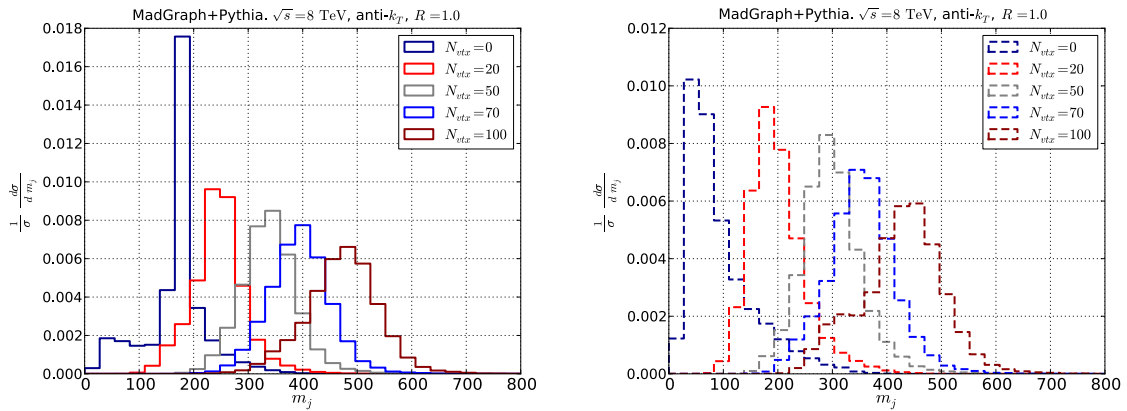 MadGraph+Pythia. √s =8 TeV, anti-k_T, R =1.0
0.018
0.016
0.014
0.012
0.010
0.008
0.006
0.004
0.002
0.000
1/σ dσ/d m_j
N_vtx =0
N_vtx =20
N_vtx =50
N_vtx =70
N_vtx =100
0 100 200 300 400 500 600 700 800
m_j
MadGraph+Pythia. √s =8 TeV, anti-k_T, R =1.0
0.012
0.010
0.008
0.006
0.004
0.002
0.000
1/σ dσ/d m_j
N_vtx =0
N_vtx =20
N_vtx =50
N_vtx =70
N_vtx =100
0 100 200 300 400 500 600 700 800
m_j